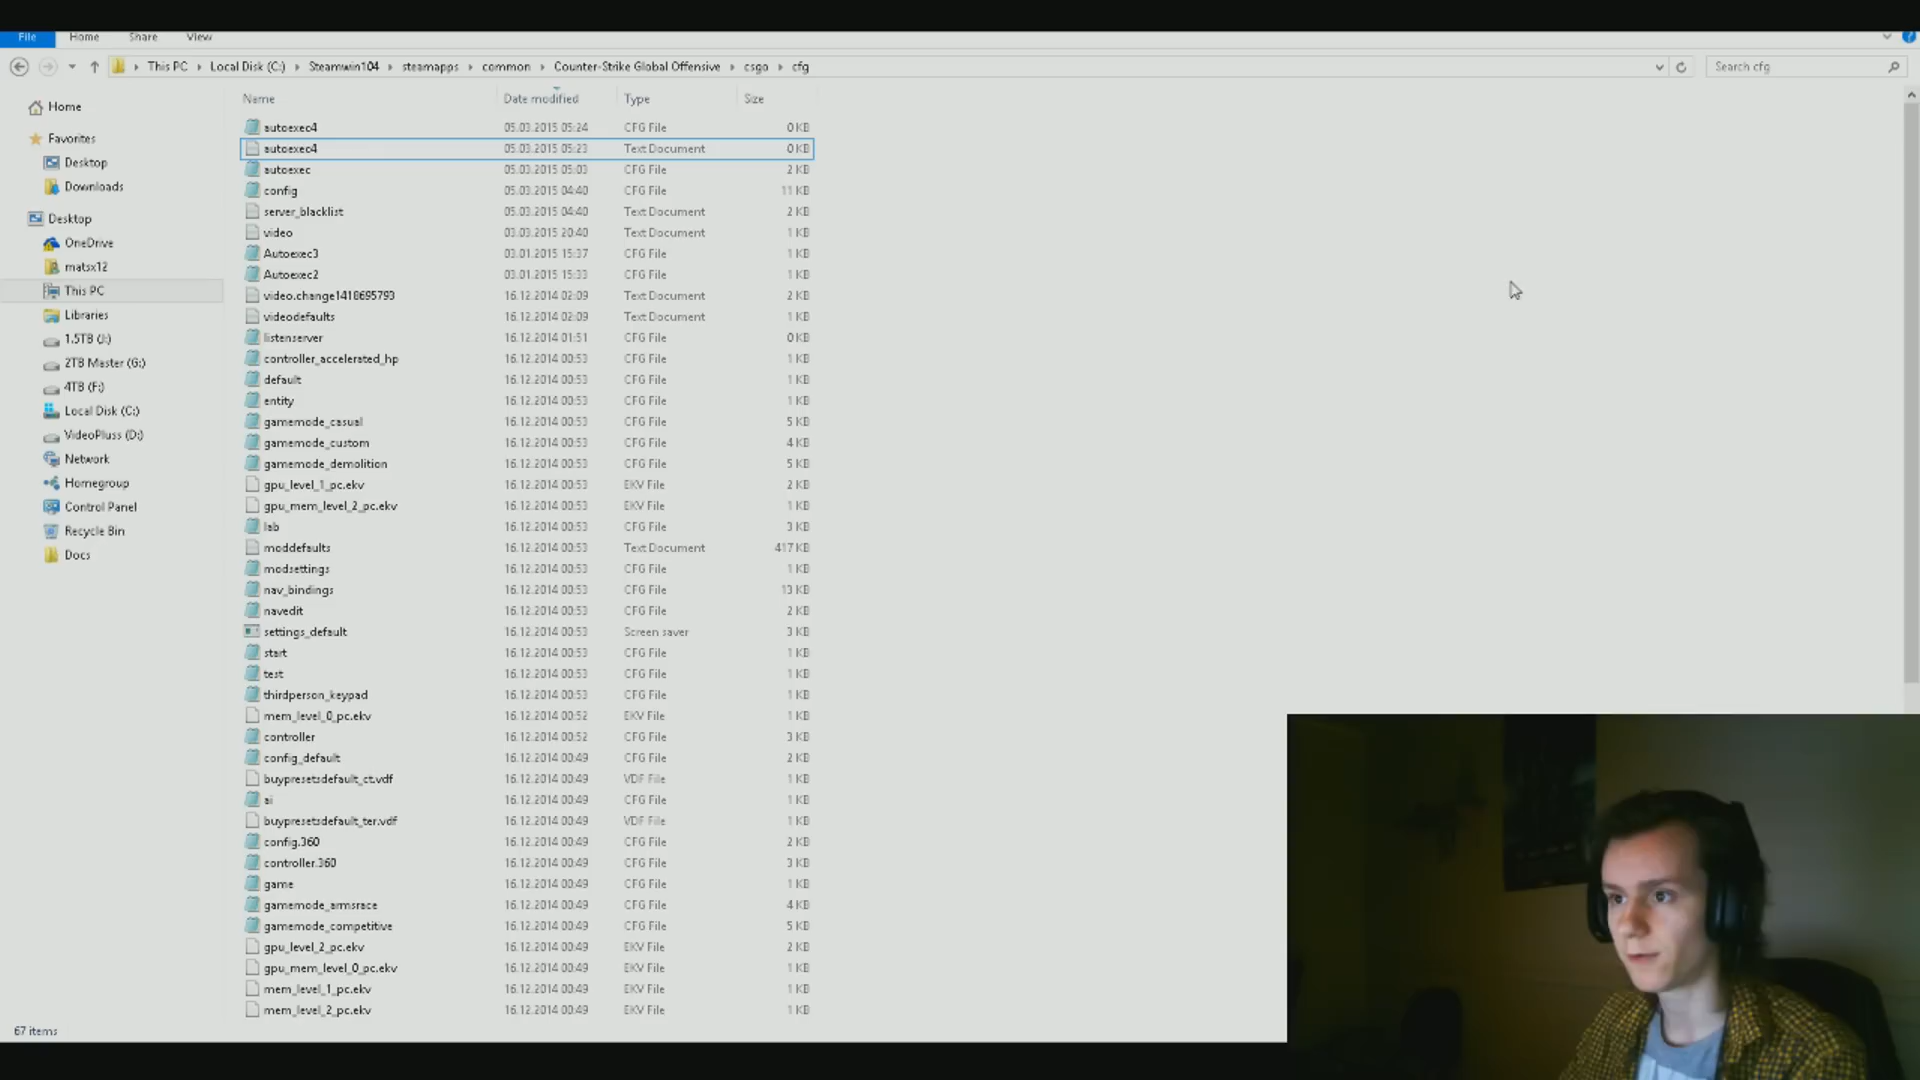 File Home Share View
This PC Local Disk (C:) Steamwin104 steamapps common Counter-Strike Global Offensive csgo cfg Search cfg
Home
Favorites
Desktop
Downloads
Desktop
OneDrive
matsx12
This PC
Libraries
1.5TB (I:)
2TB Master (G:)
4TB (F:)
Local Disk (C:)
VideoPluss (D:)
Network
Homegroup
Control Panel
Recycle Bin
Docs
Name Date modified Type Size
autoexec4 05.03.2015 05:24 CFG File 0 KB
autoexec4 05.03.2015 05:23 Text Document 0 KB
autoexec 05.03.2015 05:03 CFG File 2 KB
config 05.03.2015 04:40 CFG File 11 KB
server_blacklist 05.03.2015 04:40 Text Document 2 KB
video 03.03.2015 20:40 Text Document 1 KB
Autoexec3 03.01.2015 15:37 CFG File 1 KB
Autoexec2 03.01.2015 15:33 CFG File 1 KB
video.change1418695793 16.12.2014 02:09 Text Document 2 KB
videodefaults 16.12.2014 02:09 Text Document 1 KB
listenserver 16.12.2014 01:51 CFG File 0 KB
controller_accelerated_hp 16.12.2014 00:53 CFG File 1 KB
default 16.12.2014 00:53 CFG File 1 KB
entity 16.12.2014 00:53 CFG File 1 KB
gamemode_casual 16.12.2014 00:53 CFG File 5 KB
gamemode_custom 16.12.2014 00:53 CFG File 4 KB
gamemode_demolition 16.12.2014 00:53 CFG File 5 KB
gpu_level_1_pc.ekv 16.12.2014 00:53 EKV File 2 KB
gpu_mem_level_2_pc.ekv 16.12.2014 00:53 EKV File 1 KB
lab 16.12.2014 00:53 CFG File 3 KB
moddefaults 16.12.2014 00:53 Text Document 417 KB
modsettings 16.12.2014 00:53 CFG File 1 KB
nav_bindings 16.12.2014 00:53 CFG File 13 KB
navedit 16.12.2014 00:53 CFG File 2 KB
settings_default 16.12.2014 00:53 Screen saver 3 KB
start 16.12.2014 00:53 CFG File 1 KB
test 16.12.2014 00:53 CFG File 1 KB
thirdperson_keypad 16.12.2014 00:53 CFG File 1 KB
mem_level_0_pc.ekv 16.12.2014 00:52 EKV File 1 KB
controller 16.12.2014 00:52 CFG File 3 KB
config_default 16.12.2014 00:49 CFG File 2 KB
buypresetsdefault_ct.vdf 16.12.2014 00:49 VDF File 1 KB
ai 16.12.2014 00:49 CFG File 1 KB
buypresetsdefault_ter.vdf 16.12.2014 00:49 VDF File 1 KB
config.360 16.12.2014 00:49 CFG File 2 KB
controller.360 16.12.2014 00:49 CFG File 3 KB
game 16.12.2014 00:49 CFG File 1 KB
gamemode_armsrace 16.12.2014 00:49 CFG File 4 KB
gamemode_competitive 16.12.2014 00:49 CFG File 5 KB
gpu_level_2_pc.ekv 16.12.2014 00:49 EKV File 2 KB
gpu_mem_level_0_pc.ekv 16.12.2014 00:49 EKV File 1 KB
mem_level_1_pc.ekv 16.12.2014 00:49 EKV File 1 KB
mem_level_2_pc.ekv 16.12.2014 00:49 EKV File 1 KB
67 items